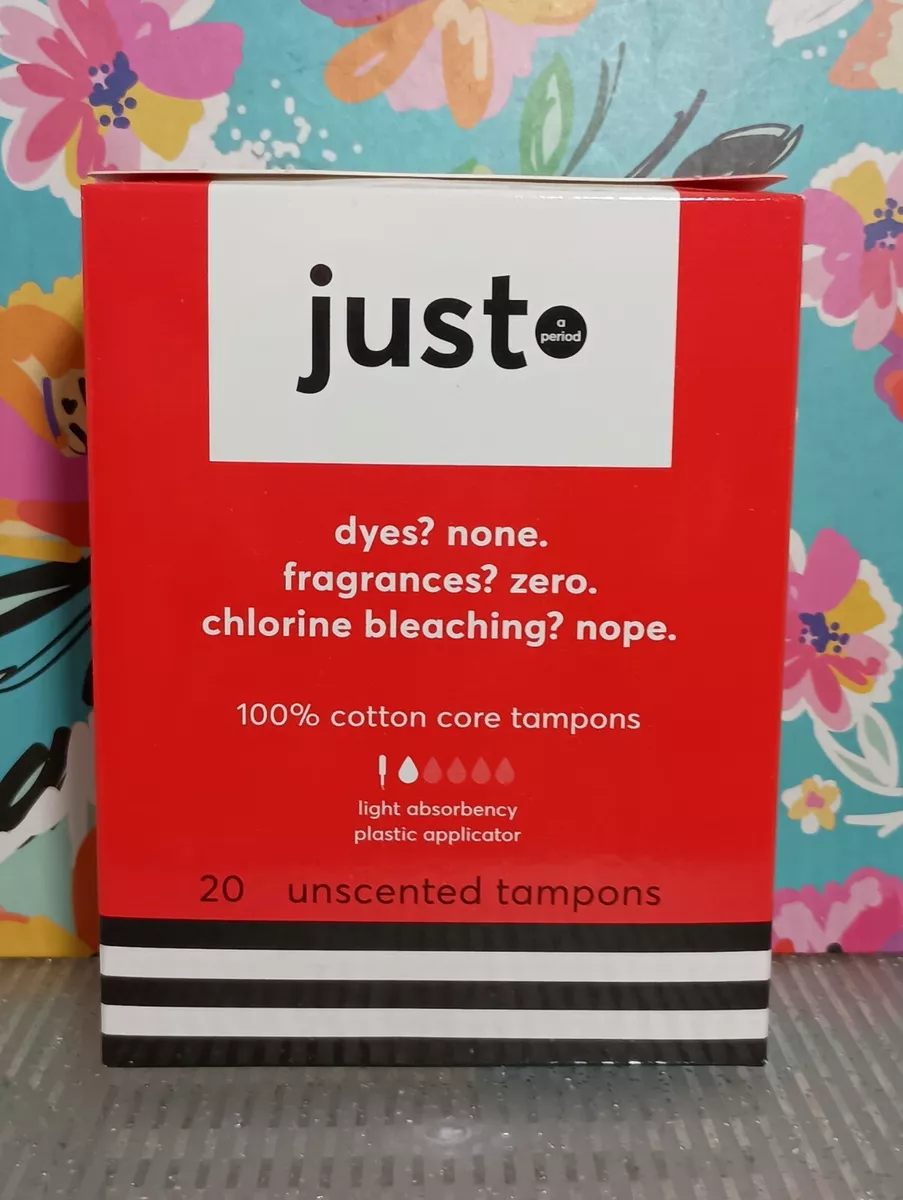 just
a
period
dyes? none.
fragrances? zero.
chlorine bleaching? nope.
100% cotton core tampons
light absorbency
plastic applicator
20 unscented tampons